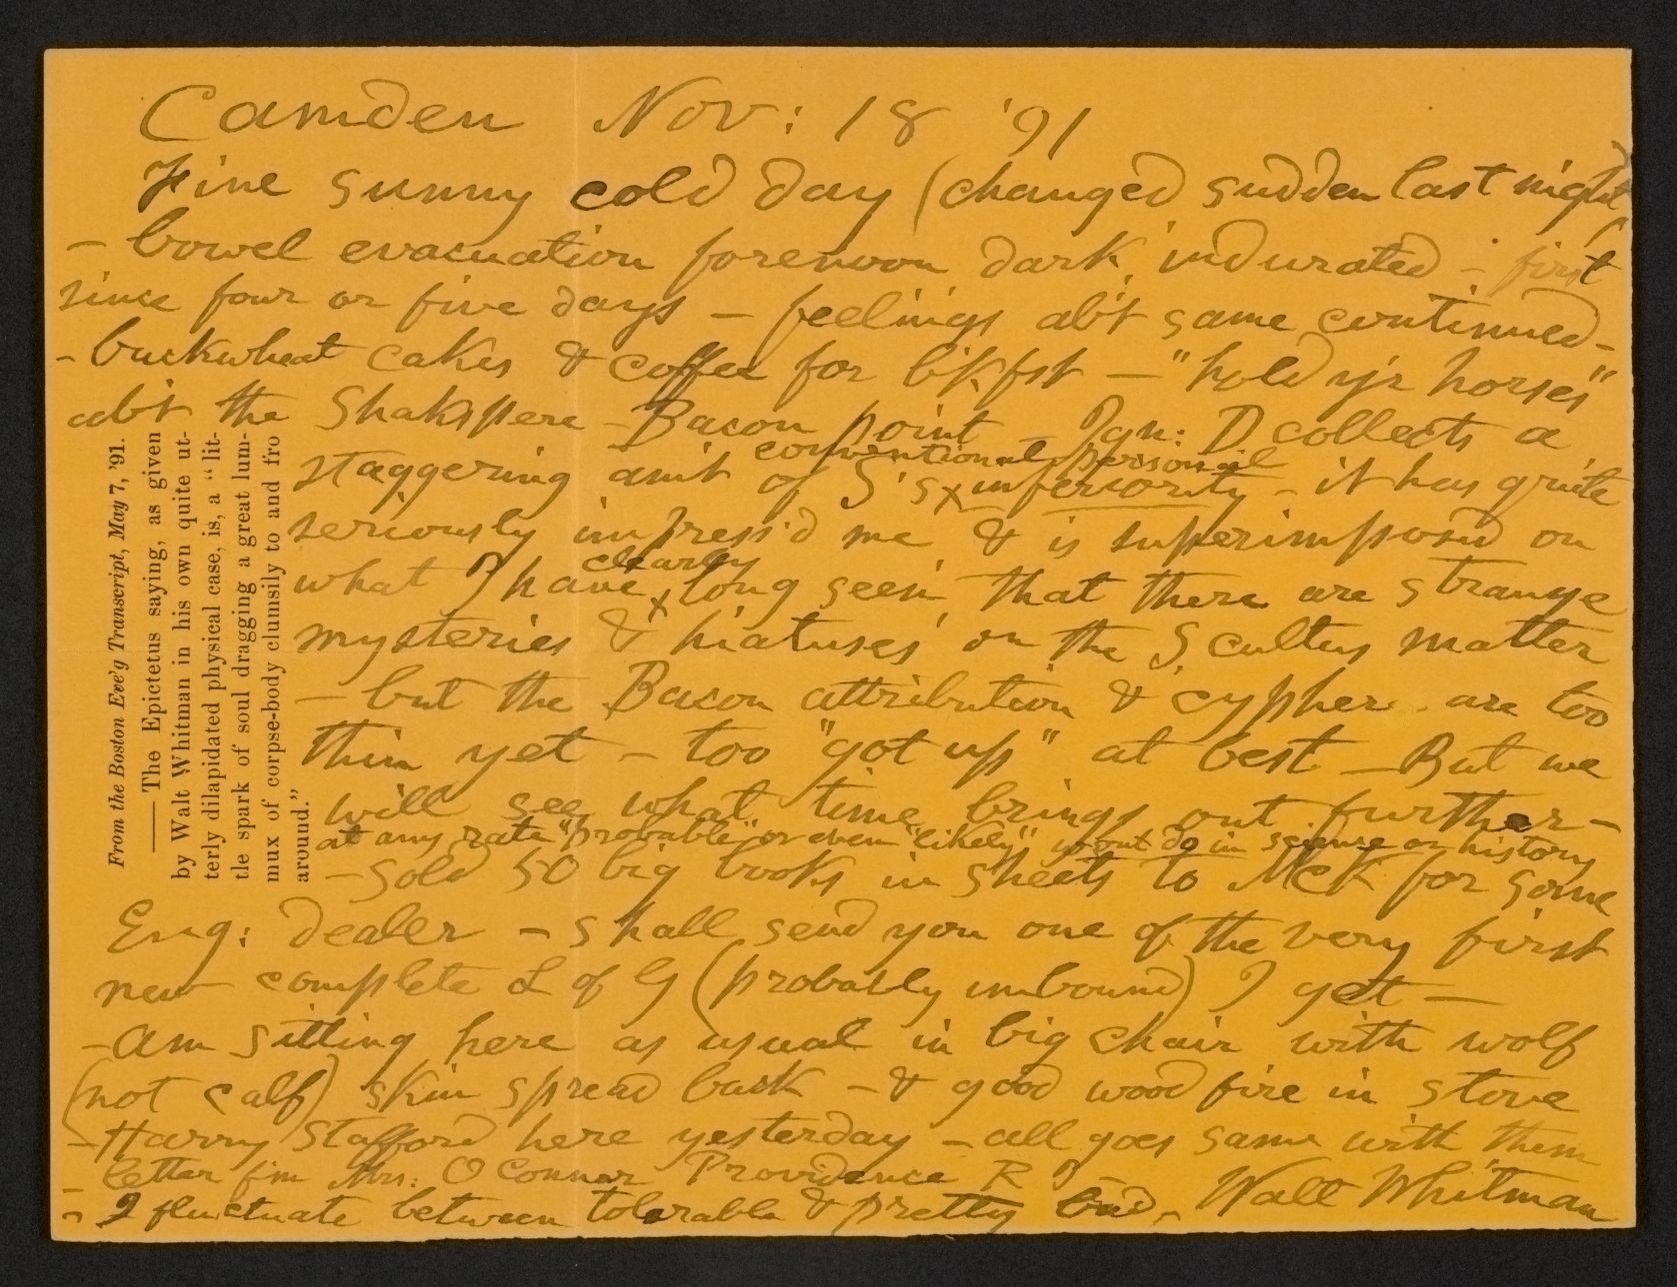 Camden Nov: 18 '91
Fine sunny cold day (changed sudden last night)
– bowel evacuation forenoon dark, indurated – first
since four or five days – feelings ab't same continued –
– buckwheat cakes & coffee for b'kfst – "hold y'r horses"
ab't the Shakspere – Bacon point – Ign: D collects a
conventional personal
staggering am't of S's x inferiority – it has quite
seriously impress'd me & is superimposed on
clearly
what I have x long seen that there are strange
mysteries & hiatuses on the S cultus matter
– but the Bacon attribution & cypher are too
thin yet – too "got up" at best – But we
will see what time brings out further –
at any rate "probable" or even "likely" wont do in science or history
– Sold 50 big books in sheets to McK for some
Eng: dealer – shall send you one of the very first
new complete L of G (probably unbound) I get –
– am sitting here as usual in big chair with wolf
(not calf) skin spread back – & good wood fire in stove
– Harry Stafford here yesterday – all goes same with them
– letter f'm Mrs: O'Connor Providence R I –
– I fluctuate between tolerable & pretty bad – Walt Whitman
From the Boston Eve'g Transcript, May 7, '91.
—— The Epictetus saying, as given
by Walt Whitman in his own quite ut-
terly dilapidated physical case, is, a "lit-
tle spark of soul dragging a great lum-
mux of corpse-body clumsily to and fro
around."